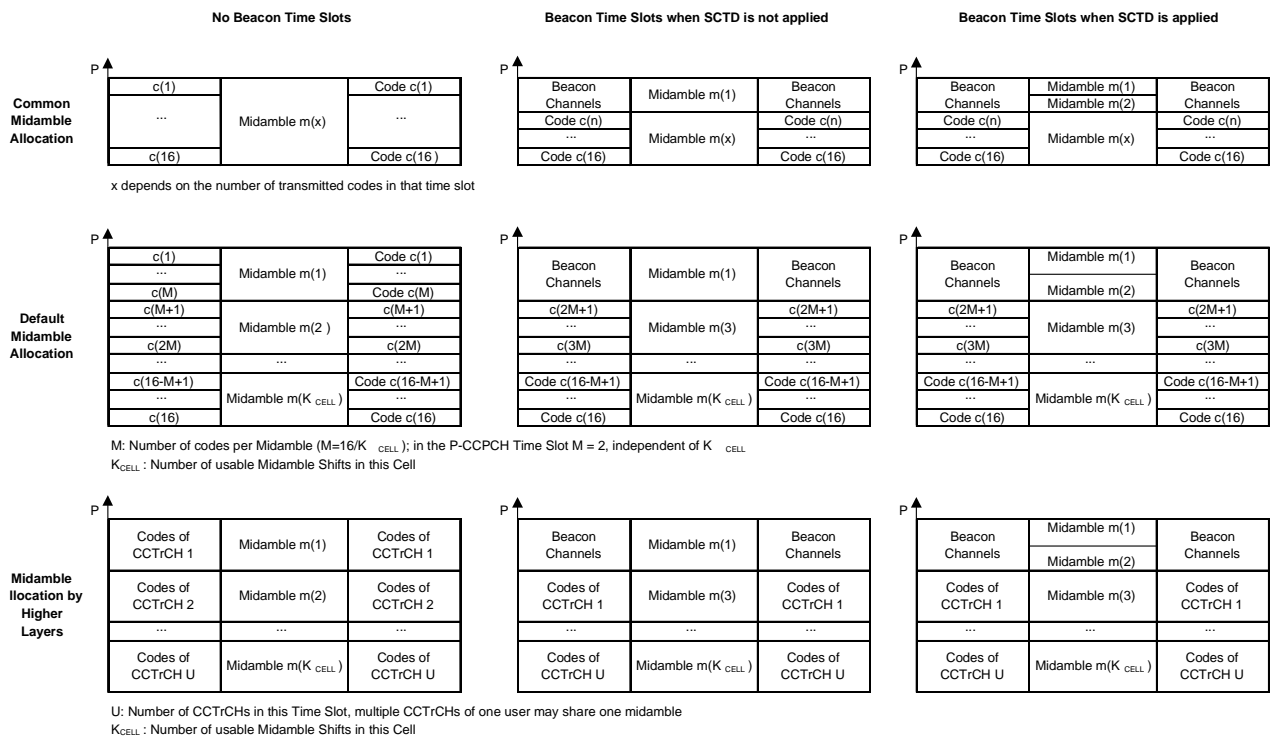 No Beacon Time Slots
Beacon Time Slots when SCTD is not applied
Beacon Time Slots when SCTD is applied
Common
Midamble
Allocation
P
c(1)
...
c(16)
Midamble m(x)
Code c(1)
...
Code c(16)
x depends on the number of transmitted codes in that time slot
P
Beacon
Channels
Code c(n)
...
Code c(16)
Midamble m(1)
Midamble m(x)
Beacon
Channels
Code c(n)
...
Code c(16)
P
Beacon
Channels
Code c(n)
...
Code c(16)
Midamble m(1)
Midamble m(2)
Midamble m(x)
Beacon
Channels
Code c(n)
...
Code c(16)
Default
Midamble
Allocation
P
c(1)
...
c(M)
c(M+1)
...
c(2M)
...
c(16-M+1)
...
c(16)
Midamble m(1)
Midamble m(2 )
...
Midamble m(K CELL )
Code c(1)
...
Code c(M)
c(M+1)
...
c(2M)
...
Code c(16-M+1)
...
Code c(16)
P
Beacon
Channels
c(2M+1)
...
c(3M)
...
Code c(16-M+1)
...
Code c(16)
Midamble m(1)
Midamble m(3)
...
Midamble m(K CELL )
Beacon
Channels
c(2M+1)
...
c(3M)
...
Code c(16-M+1)
...
Code c(16)
P
Beacon
Channels
c(2M+1)
...
c(3M)
...
Code c(16-M+1)
...
Code c(16)
Midamble m(1)
Midamble m(2)
Midamble m(3)
...
Midamble m(K CELL )
Beacon
Channels
c(2M+1)
...
c(3M)
...
Code c(16-M+1)
...
Code c(16)
M: Number of codes per Midamble (M=16/K CELL ); in the P-CCPCH Time Slot M = 2, independent of K CELL
KCELL : Number of usable Midamble Shifts in this Cell
Midamble
llocation by
Higher
Layers
P
Codes of
CCTrCH 1
Codes of
CCTrCH 2
...
Codes of
CCTrCH U
Midamble m(1)
Midamble m(2)
...
Midamble m(K CELL )
Codes of
CCTrCH 1
Codes of
CCTrCH 2
...
Codes of
CCTrCH U
P
Beacon
Channels
Codes of
CCTrCH 1
...
Codes of
CCTrCH U
Midamble m(1)
Midamble m(3)
...
Midamble m(K CELL )
Beacon
Channels
Codes of
CCTrCH 1
...
Codes of
CCTrCH U
P
Beacon
Channels
Codes of
CCTrCH 1
...
Codes of
CCTrCH U
Midamble m(1)
Midamble m(2)
Midamble m(3)
...
Midamble m(K CELL )
Beacon
Channels
Codes of
CCTrCH 1
...
Codes of
CCTrCH U
U: Number of CCTrCHs in this Time Slot, multiple CCTrCHs of one user may share one midamble
KCELL : Number of usable Midamble Shifts in this Cell